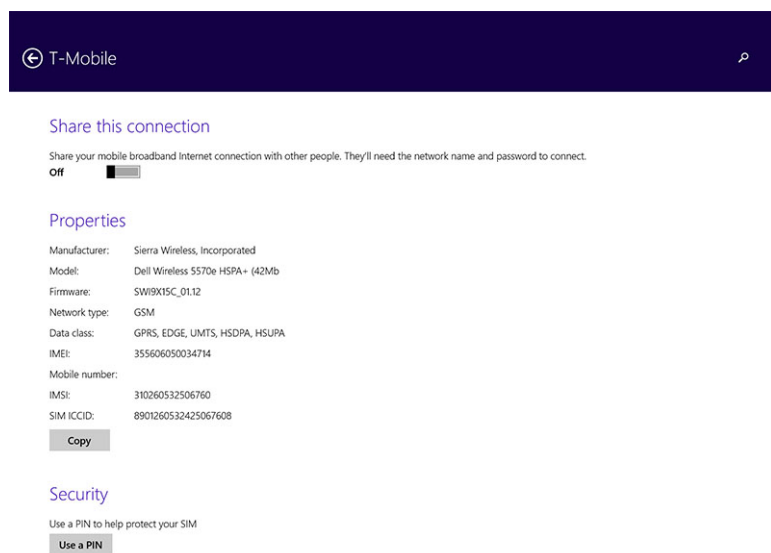 T-Mobile
Share this connection
Share your mobile broadband Internet connection with other people. They'll need the network name and password to connect.
Off
Properties
Manufacturer: Sierra Wireless, Incorporated
Model: Dell Wireless 5570e HSPA+ (42Mb
Firmware: SWI9X15C_01.12
Network type: GSM
Data class: GPRS, EDGE, UMTS, HSDPA, HSUPA
IMEI: 355606050034714
Mobile number:
IMSI: 310260532506760
SIM ICCID: 8901260532425067608
Copy
Security
Use a PIN to help protect your SIM
Use a PIN